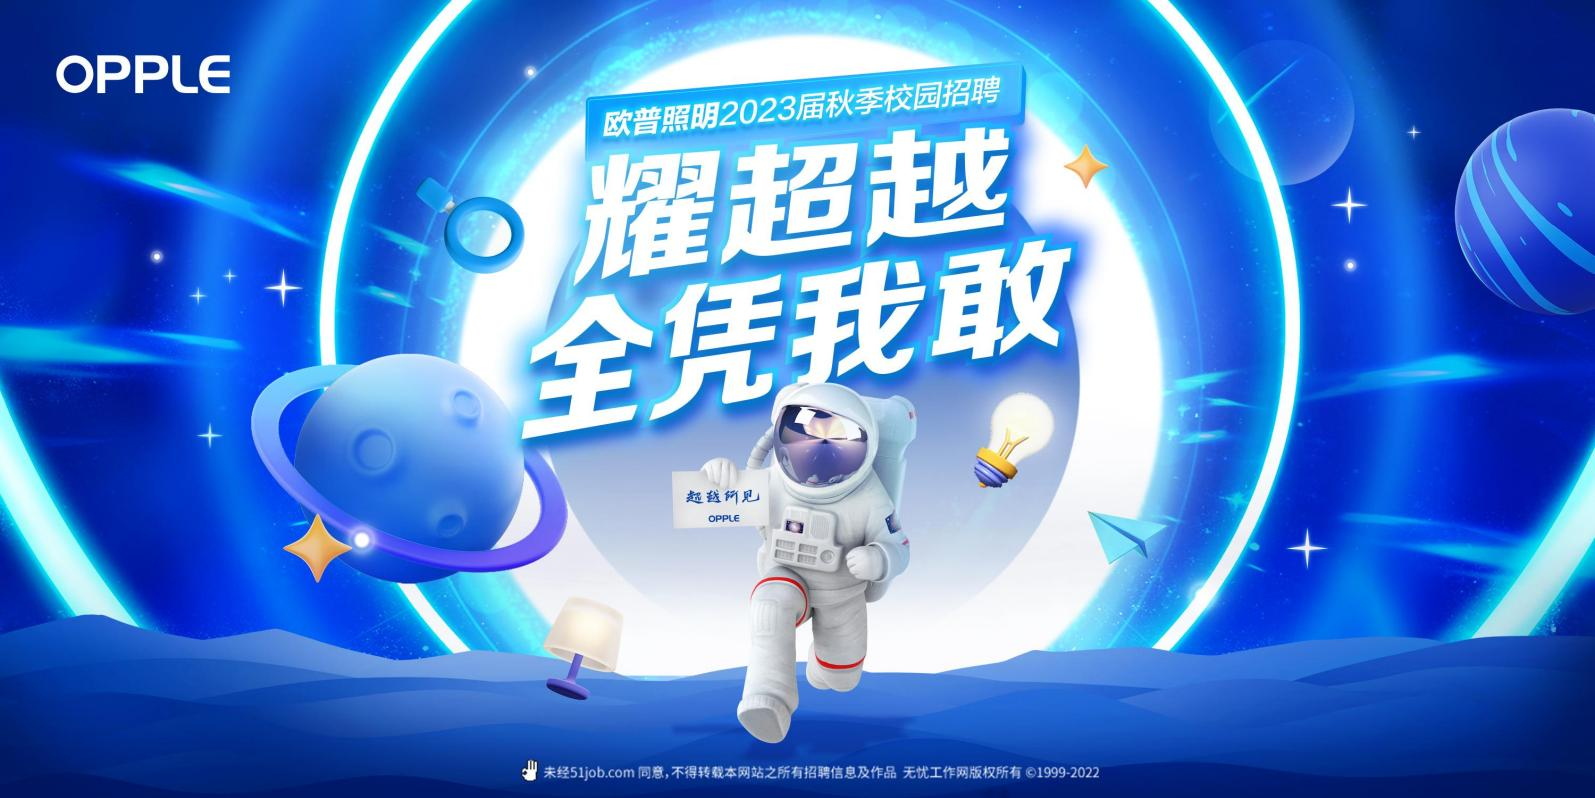 OPPLE
欧普照明2023届秋季校园招聘
耀超越
全凭我敢
超越所见
OPPLE
未经51job.com 同意,不得转载本网站之所有招聘信息及作品 无忧工作网版权所有 ©1999-2022